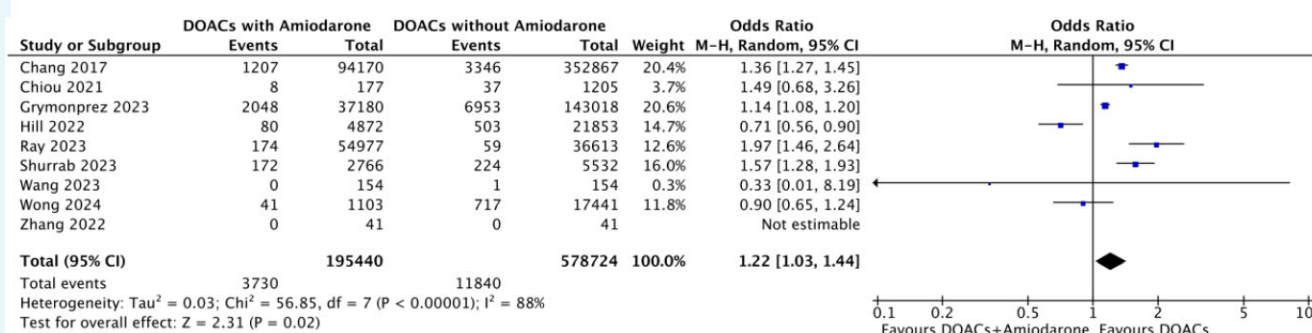 DOACs with Amiodarone DOACs without Amiodarone Odds Ratio Odds Ratio
Study or Subgroup Events Total Events Total Weight M-H, Random, 95% CI M-H, Random, 95% CI
Chang 2017 1207 94170 3346 352867 20.4% 1.36 [1.27, 1.45]
Chiou 2021 8 177 37 1205 3.7% 1.49 [0.68, 3.26]
Grymonprez 2023 2048 37180 6953 143018 20.6% 1.14 [1.08, 1.20]
Hill 2022 80 4872 503 21853 14.7% 0.71 [0.56, 0.90]
Ray 2023 174 54977 59 36613 12.6% 1.97 [1.46, 2.64]
Shurrab 2023 172 2766 224 5532 16.0% 1.57 [1.28, 1.93]
Wang 2023 0 154 1 154 0.3% 0.33 [0.01, 8.19]
Wong 2024 41 1103 717 17441 11.8% 0.90 [0.65, 1.24]
Zhang 2022 0 41 0 41 Not estimable
Total (95% CI) 195440 578724 100.0% 1.22 [1.03, 1.44]
Total events 3730 11840
Heterogeneity: Tau² = 0.03; Chi² = 56.85, df = 7 (P < 0.00001); I² = 88%
Test for overall effect: Z = 2.31 (P = 0.02)
0.1 0.2 0.5 1 2 5 10
Favours DOACs+Amiodarone Favours DOACs